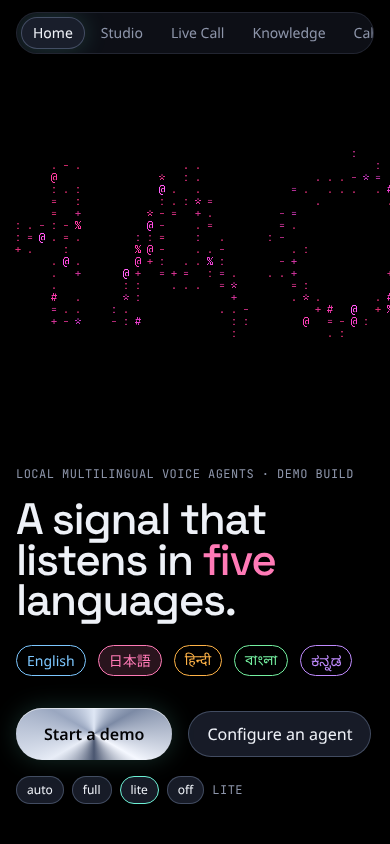 Home Studio Live Call Knowledge Cal
LOCAL MULTILINGUAL VOICE AGENTS · DEMO BUILD
A signal that
listens in five
languages.
English 日本語 हिन्दी বাংলা ಕನ್ನಡ
Start a demo Configure an agent
auto full lite off LITE